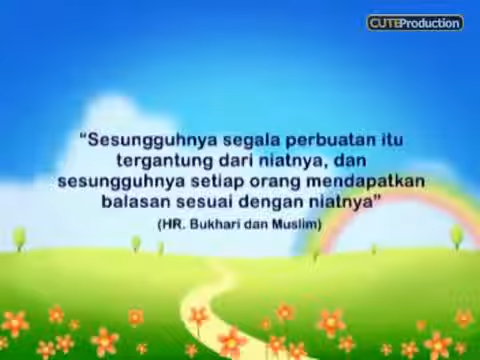 CUTEProduction
“Sesungguhnya segala perbuatan itu
tergantung dari niatnya, dan
sesungguhnya setiap orang mendapatkan
balasan sesuai dengan niatnya”
(HR. Bukhari dan Muslim)